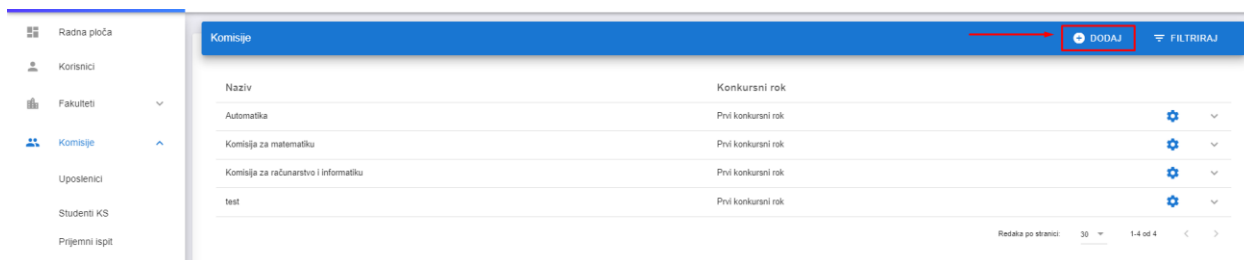 Radna ploča
Korisnici
Fakulteti
Komisije
Uposlenici
Studenti KS
Prijemni ispit
Komisije DODAJ FILTRIRAJ
Naziv Konkursni rok
Automatika Prvi konkursni rok
Komisija za matematiku Prvi konkursni rok
Komisija za računarstvo i informatiku Prvi konkursni rok
test Prvi konkursni rok
Redaka po stranici: 30 1-4 od 4